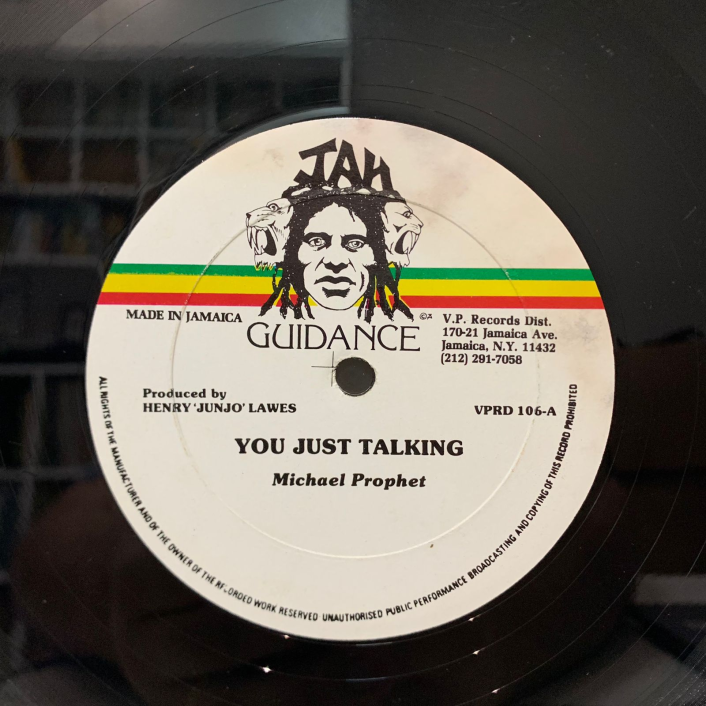 JAH
GUIDANCE
MADE IN JAMAICA
V.P. Records Dist.
170-21 Jamaica Ave.
Jamaica, N.Y. 11432
(212) 291-7058
Produced by
HENRY 'JUNJO' LAWES
VPRD 106-A
YOU JUST TALKING
Michael Prophet
ALL RIGHTS OF THE MANUFACTURER AND OF THE OWNER OF THE RECORDED WORK RESERVED UNAUTHORISED PUBLIC PERFORMANCE BROADCASTING AND COPYING OF THIS RECORD PROHIBITED